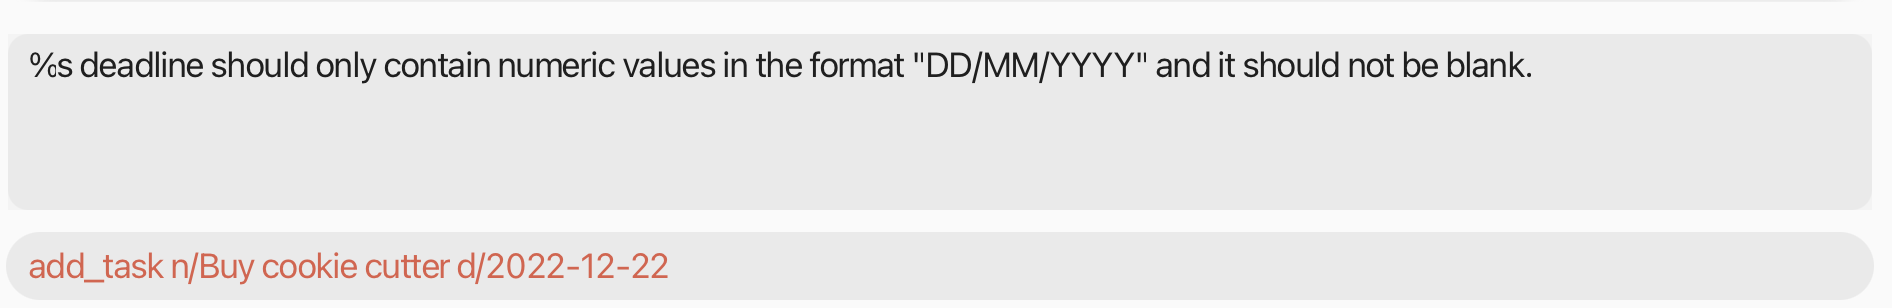 %s deadline should only contain numeric values in the format "DD/MM/YYYY" and it should not be blank.
add_task n/Buy cookie cutter d/2022-12-22